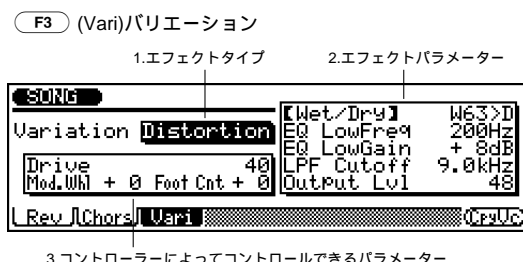 F3 (Vari)バリエーション
1.エフェクトタイプ 2.エフェクトパラメーター
SONG
Variation Distortion
Drive 40
Mod.Whl + 0 Foot Cnt + 0
【Wet/Dry】 W63>D
EQ LowFreq 200Hz
EQ LowGain + 8dB
LPF Cutoff 9.0kHz
Output Lvl 48
Rev Chors Vari (CpyVc)
3.コントローラーによってコントロールできるパラメーター